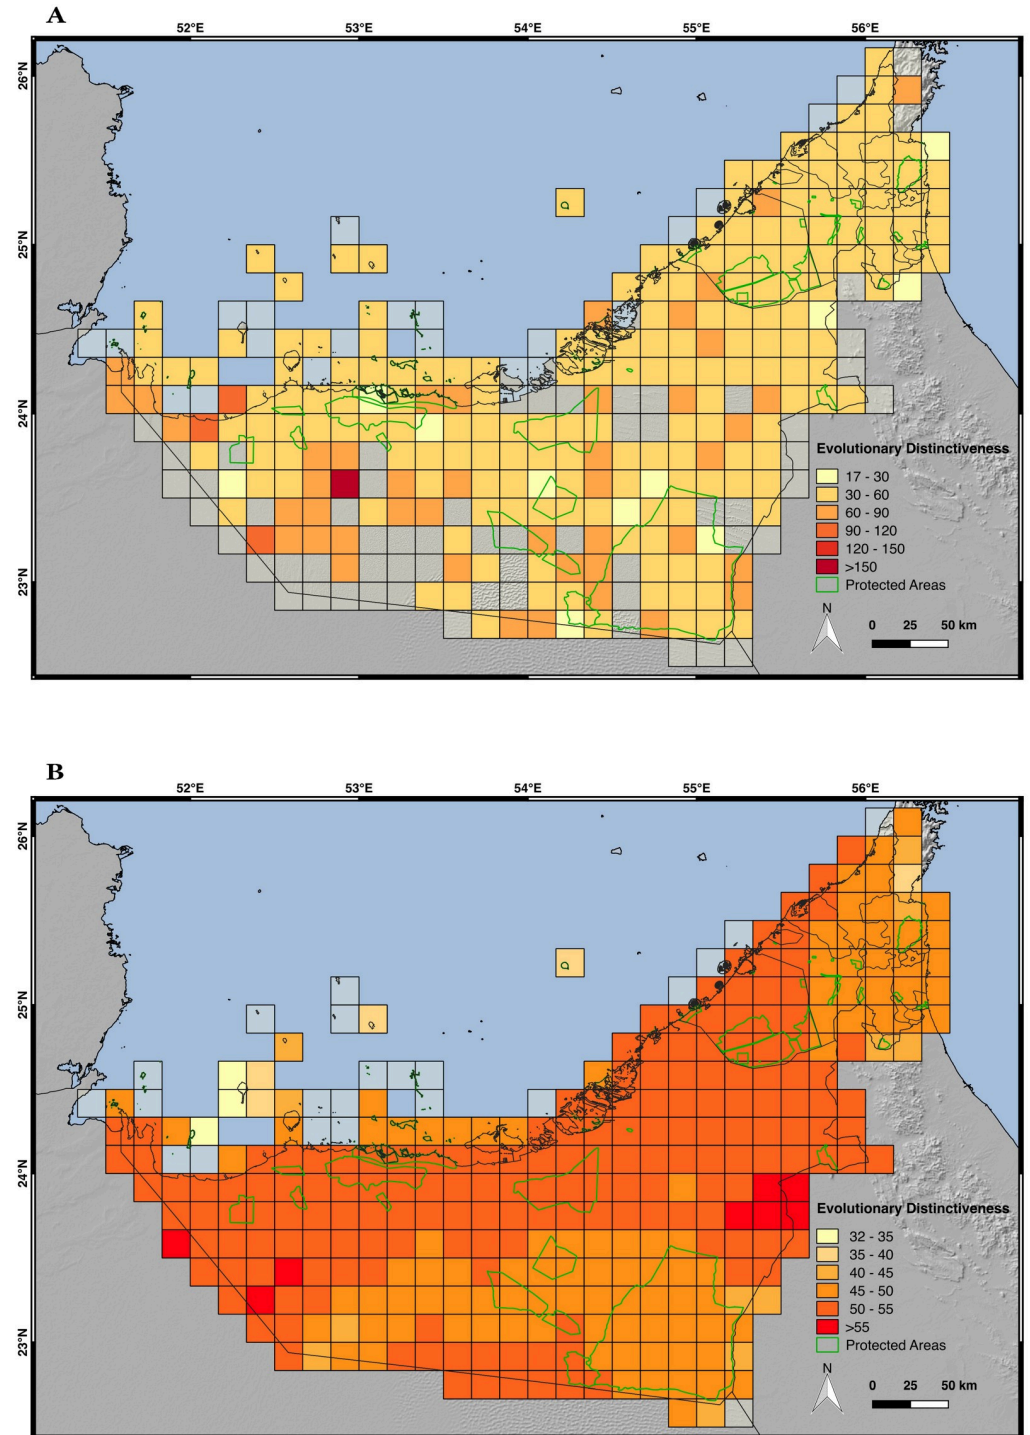 A
52°E 53°E 54°E 55°E 56°E
26°N
25°N
24°N
23°N
Evolutionary Distinctiveness
17 - 30
30 - 60
60 - 90
90 - 120
120 - 150
>150
Protected Areas
N
0 25 50 km
B
52°E 53°E 54°E 55°E 56°E
26°N
25°N
24°N
23°N
Evolutionary Distinctiveness
32 - 35
35 - 40
40 - 45
45 - 50
50 - 55
>55
Protected Areas
N
0 25 50 km